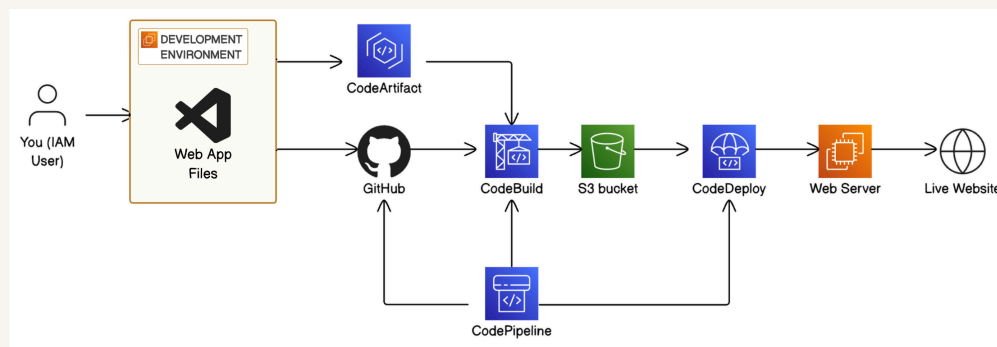 DEVELOPMENT
ENVIRONMENT
You (IAM
User)
Web App
Files
CodeArtifact
GitHub
CodeBuild
S3 bucket
CodeDeploy
Web Server
Live Website
CodePipeline